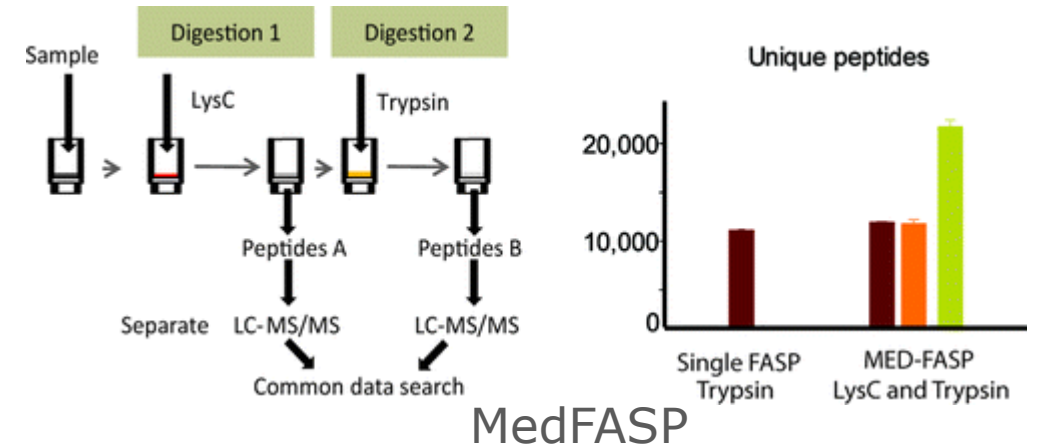 Digestion 1
Digestion 2
Sample
LysC
Trypsin
Peptides A
Peptides B
Separate LC-MS/MS
LC-MS/MS
Common data search
Unique peptides
20,000
10,000
0
Single FASP
Trypsin
MED-FASP
LysC and Trypsin
MedFASP